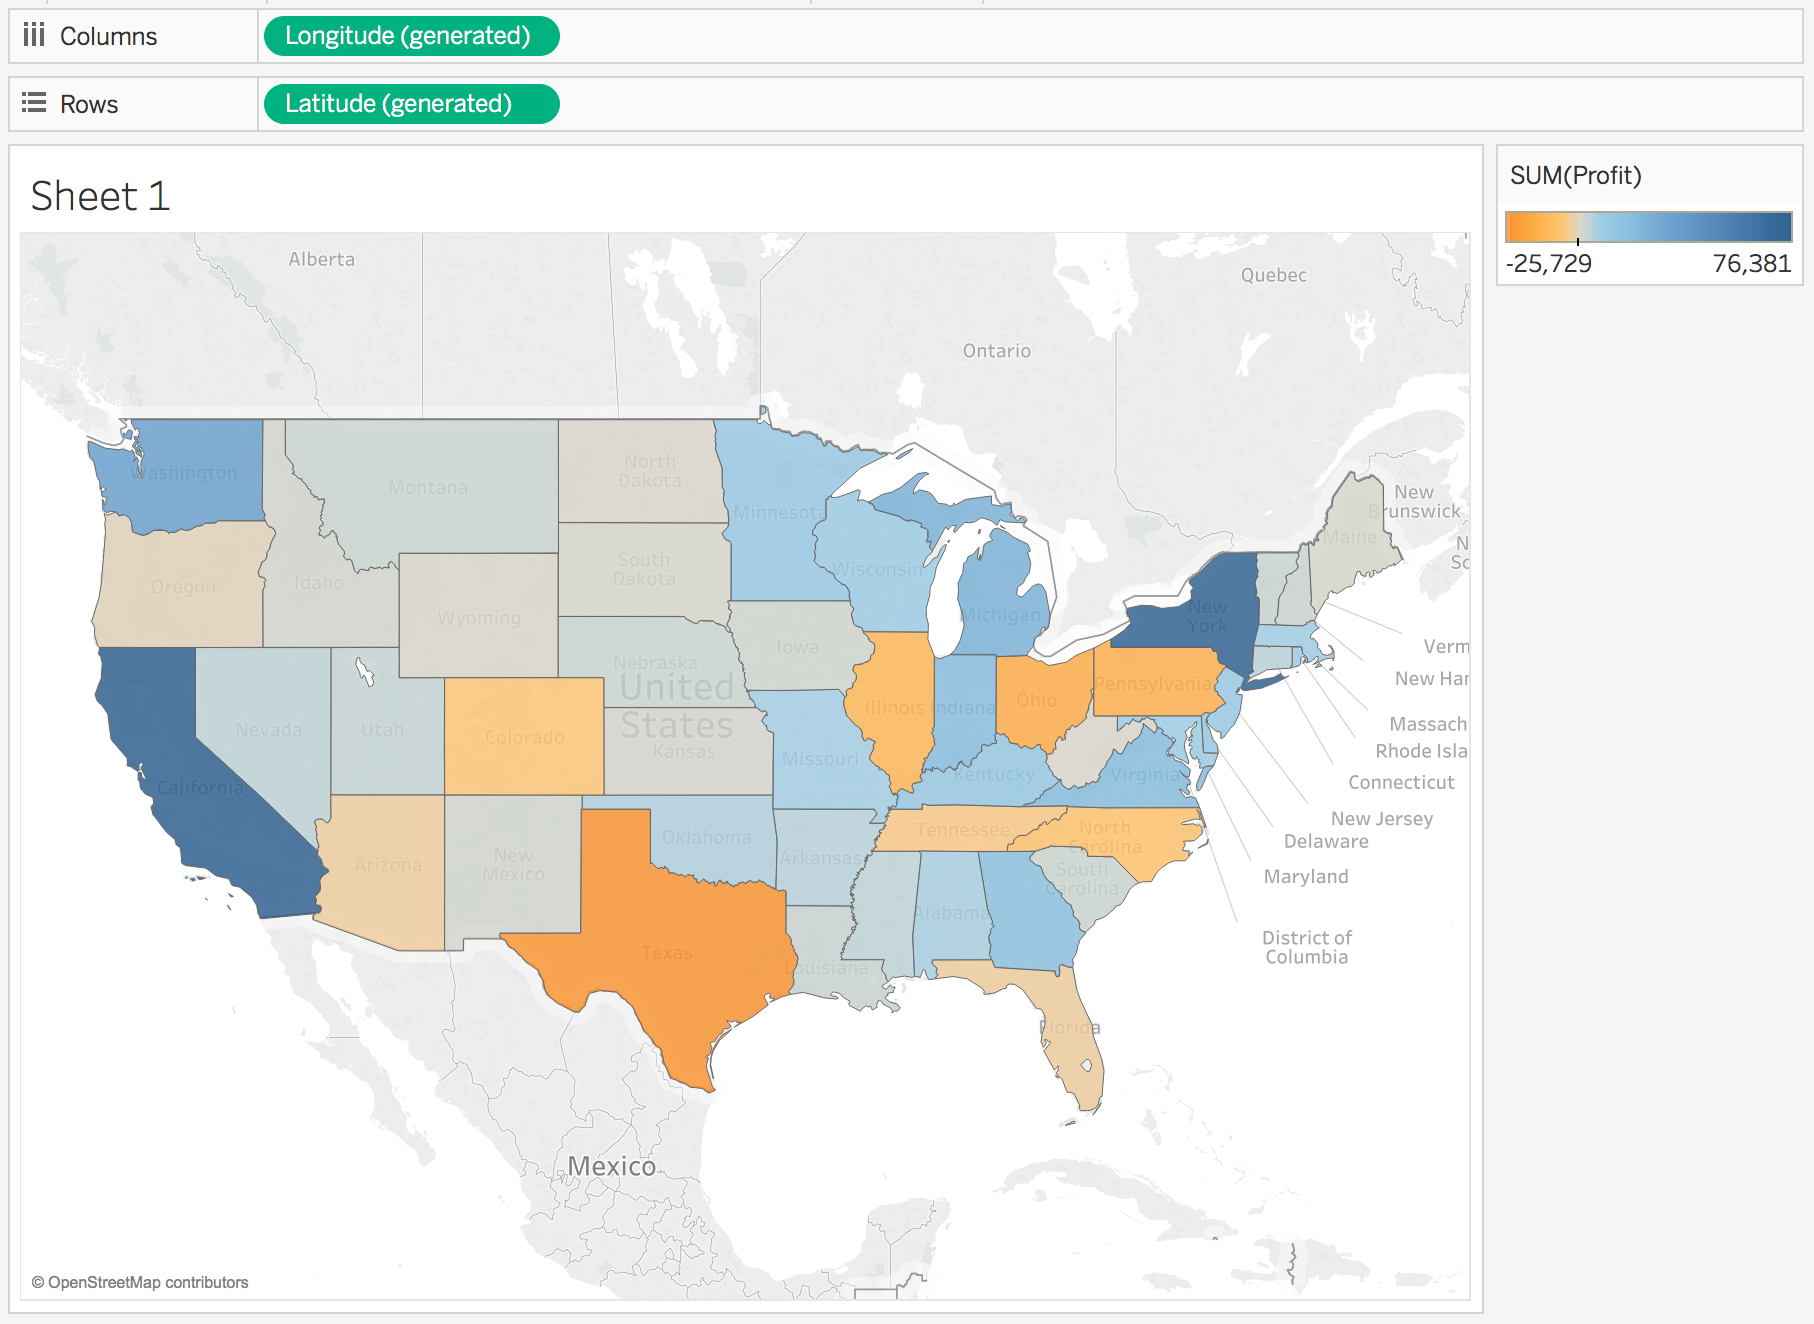 Columns
Longitude (generated)
Rows
Latitude (generated)
Sheet 1
SUM(Profit)
-25,729
76,381
Alberta
Quebec
Ontario
Washington
Montana
North
Dakota
Minnesota
New
Brunswick
Maine
N
Sc
Oregon
Idaho
South
Dakota
Wisconsin
Michigan
New
York
Wyoming
Iowa
Verm
Nebraska
New Har
United
States
Illinois
Indiana
Ohio
Pennsylvania
Massach
Nevada
Utah
Colorado
Kansas
Rhode Isla
Missouri
Kentucky
Virginia
Connecticut
California
New Jersey
Oklahoma
Tennessee
North
Carolina
Delaware
Arizona
New
Mexico
Arkansas
South
Carolina
Maryland
Alabama
Texas
Louisiana
District of
Columbia
Florida
Mexico
© OpenStreetMap contributors